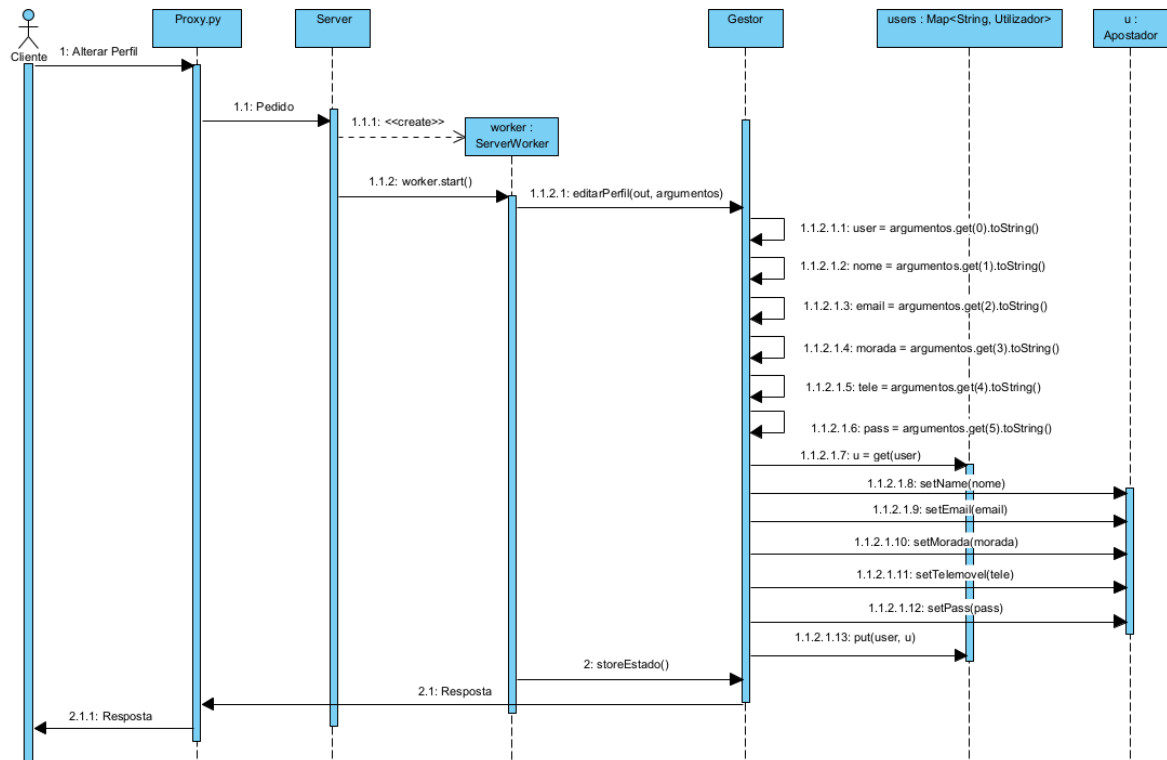 Proxy.py
Server
Gestor
users : Map<String, Utilizador>
u :
Apostador
Cliente
1: Alterar Perfil
1.1: Pedido
1.1.1: <<create>>
worker :
ServerWorker
1.1.2: worker.start()
1.1.2.1: editarPerfil(out, argumentos)
1.1.2.1.1: user = argumentos.get(0).toString()
1.1.2.1.2: nome = argumentos.get(1).toString()
1.1.2.1.3: email = argumentos.get(2).toString()
1.1.2.1.4: morada = argumentos.get(3).toString()
1.1.2.1.5: tele = argumentos.get(4).toString()
1.1.2.1.6: pass = argumentos.get(5).toString()
1.1.2.1.7: u = get(user)
1.1.2.1.8: setName(nome)
1.1.2.1.9: setEmail(email)
1.1.2.1.10: setMorada(morada)
1.1.2.1.11: setTelemovel(tele)
1.1.2.1.12: setPass(pass)
1.1.2.1.13: put(user, u)
2: storeEstado()
2.1: Resposta
2.1.1: Resposta